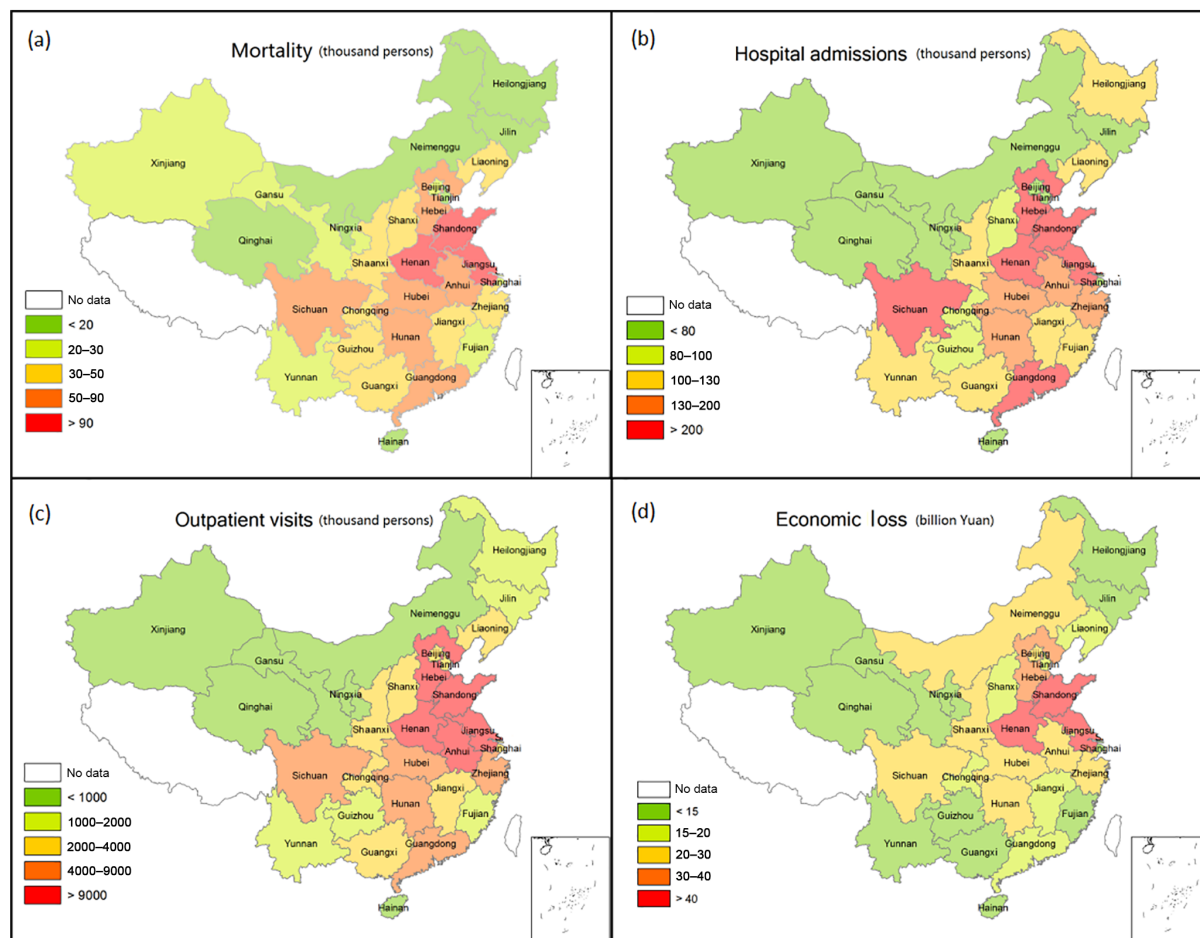 (a)
Mortality (thousand persons)
Heilongjiang
Jilin
Neimenggu
Liaoning
Xinjiang
Gansu
Beijing
Tianjin
Hebei
Ningxia
Shanxi
Shandong
Qinghai
Shaanxi
Henan
Jiangsu
Shanghai
Anhui
Sichuan
Hubei
Chongqing
Zhejiang
Jiangxi
Hunan
Guizhou
Fujian
Yunnan
Guangxi
Guangdong
Hainan
No data
< 20
20–30
30–50
50–90
> 90
(b)
Hospital admissions (thousand persons)
Heilongjiang
Jilin
Neimenggu
Liaoning
Xinjiang
Gansu
Beijing
Tianjin
Hebei
Ningxia
Shanxi
Shandong
Qinghai
Shaanxi
Henan
Jiangsu
Shanghai
Anhui
Sichuan
Hubei
Chongqing
Zhejiang
Jiangxi
Hunan
Guizhou
Fujian
Yunnan
Guangxi
Guangdong
Hainan
No data
< 80
80–100
100–130
130–200
> 200
(c)
Outpatient visits (thousand persons)
Heilongjiang
Jilin
Neimenggu
Liaoning
Xinjiang
Gansu
Beijing
Tianjin
Hebei
Ningxia
Shanxi
Shandong
Qinghai
Shaanxi
Henan
Jiangsu
Shanghai
Anhui
Sichuan
Hubei
Chongqing
Zhejiang
Jiangxi
Hunan
Guizhou
Fujian
Yunnan
Guangxi
Guangdong
Hainan
No data
< 1000
1000–2000
2000–4000
4000–9000
> 9000
(d)
Economic loss (billion Yuan)
Heilongjiang
Jilin
Neimenggu
Liaoning
Xinjiang
Gansu
Beijing
Tianjin
Hebei
Ningxia
Shanxi
Shandong
Qinghai
Shaanxi
Henan
Jiangsu
Shanghai
Anhui
Sichuan
Hubei
Chongqing
Zhejiang
Jiangxi
Hunan
Guizhou
Fujian
Yunnan
Guangxi
Guangdong
Hainan
No data
< 15
15–20
20–30
30–40
> 40